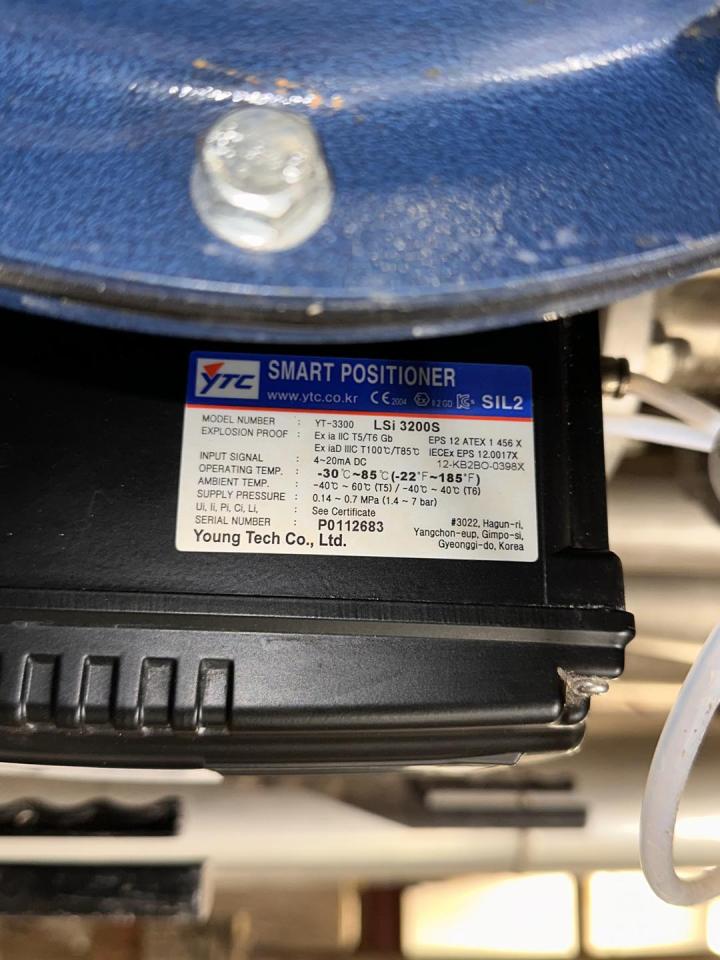 YTC SMART POSITIONER
www.ytc.co.kr CE 2004 Ex II 2 GD SIL2
MODEL NUMBER : YT-3300 LSi 3200S
EXPLOSION PROOF : Ex ia IIC T5/T6 Gb EPS 12 ATEX 1 456 X
Ex iaD IIIC T100℃/T85℃ IECEx EPS 12.0017X
INPUT SIGNAL : 4~20mA DC 12-KB2BO-0398X
OPERATING TEMP. : -30℃~85℃(-22℉~185℉)
AMBIENT TEMP. : -40℃~60℃(T5)/-40℃~40℃(T6)
SUPPLY PRESSURE : 0.14 ~ 0.7 MPa (1.4 ~ 7 bar)
Ui, Ii, Pi, Ci, Li, : See Certificate
SERIAL NUMBER : P0112683
Young Tech Co., Ltd.
#3022, Hagun-ri,
Yangchon-eup, Gimpo-si,
Gyeonggi-do, Korea